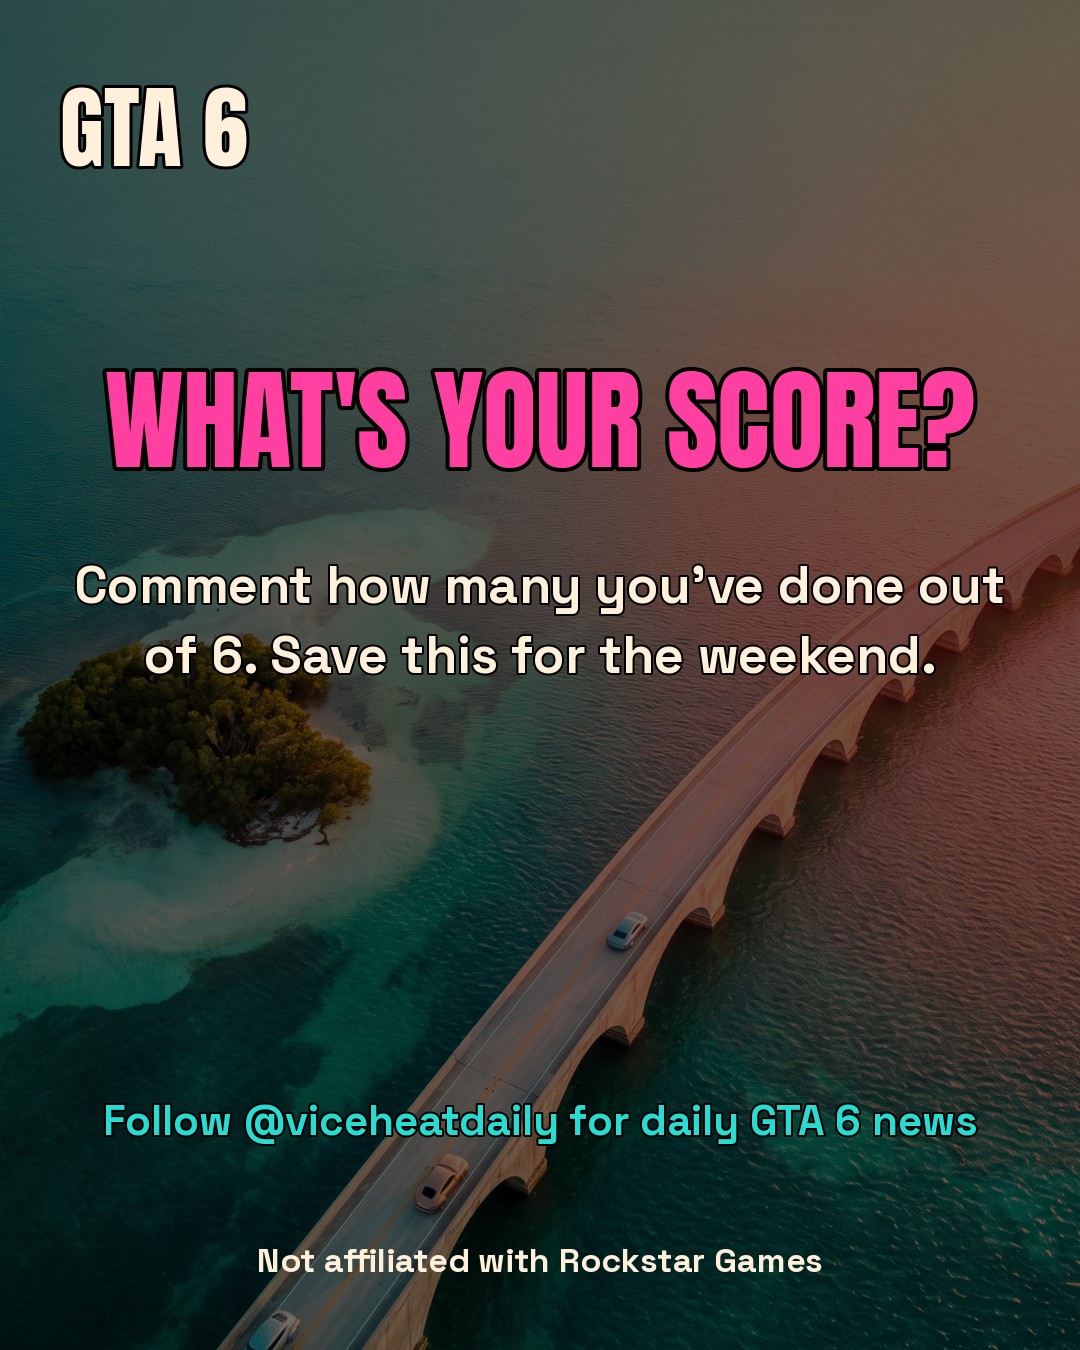 GTA 6
WHAT'S YOUR SCORE?
Comment how many you’ve done out
of 6. Save this for the weekend.
Follow @viceheatdaily for daily GTA 6 news
Not affiliated with Rockstar Games